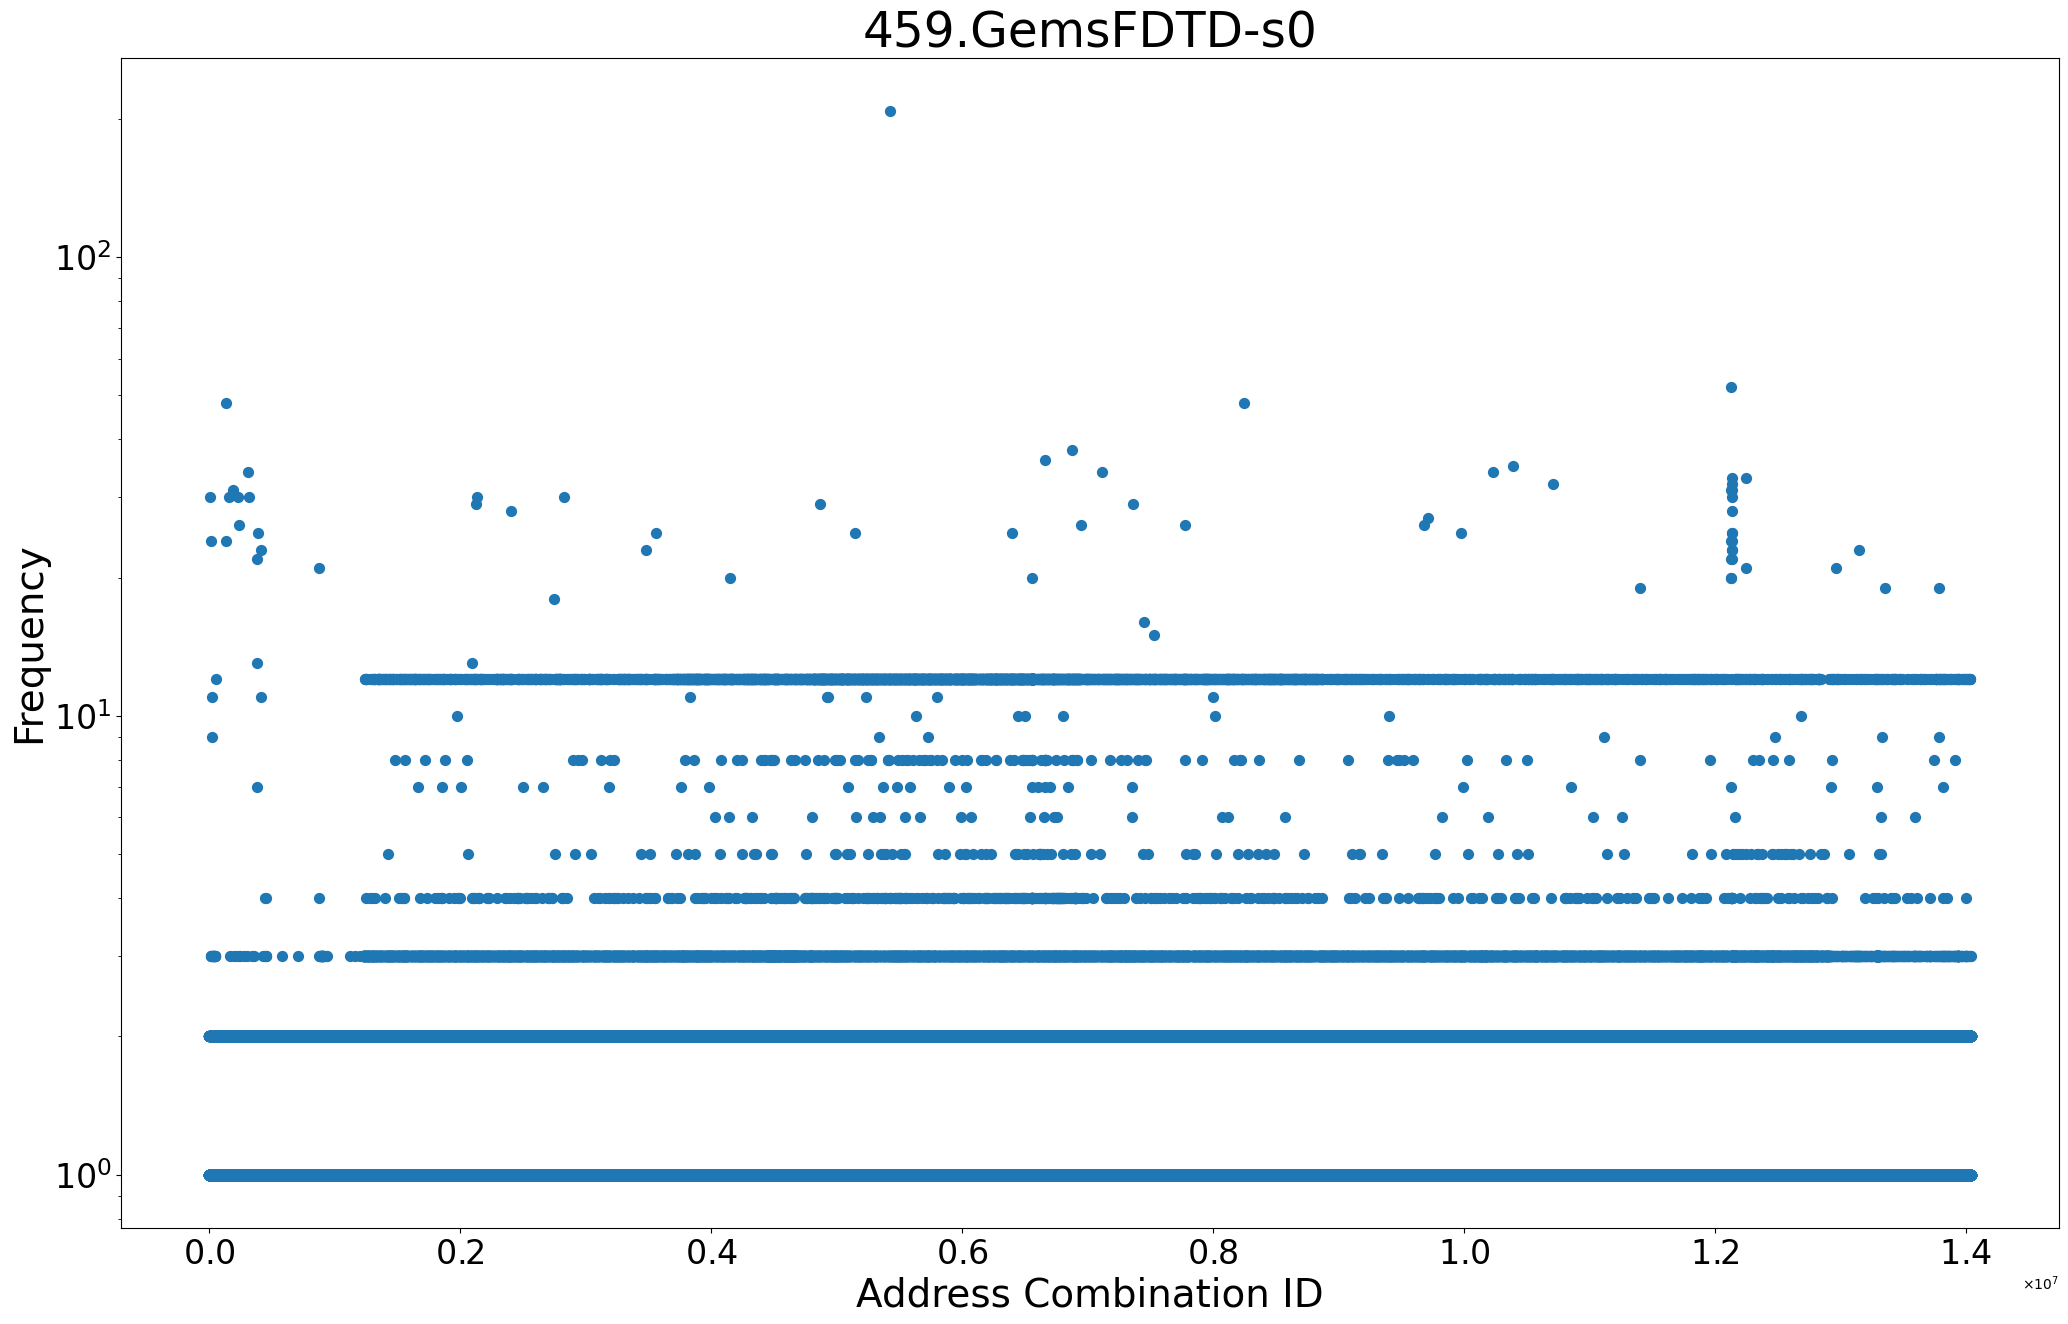 459.GemsFDTD-s0
Frequency
10²
10¹
10⁰
0.0 0.2 0.4 0.6 0.8 1.0 1.2 1.4
×10⁷
Address Combination ID